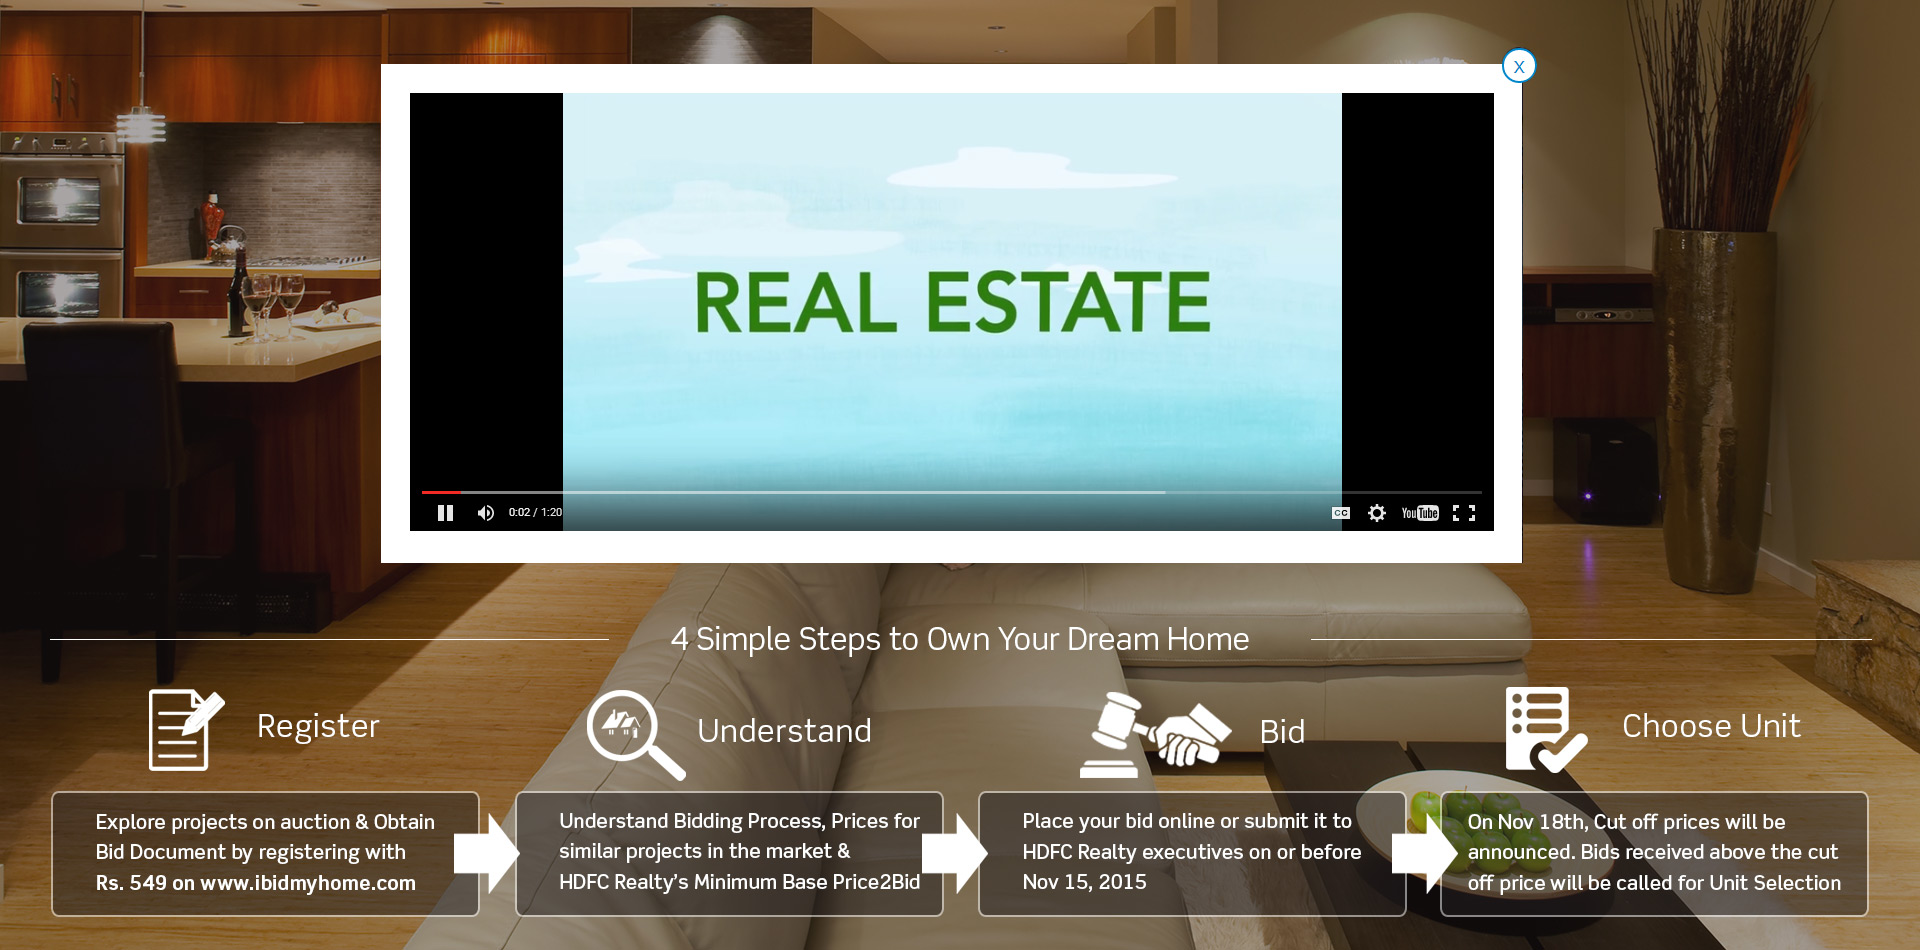 X
REAL ESTATE
0:02 / 1:20
CC
YouTube
4 Simple Steps to Own Your Dream Home
Register
Understand
Bid
Choose Unit
Explore projects on auction & Obtain
Bid Document by registering with
Rs. 549 on www.ibidmyhome.com
Understand Bidding Process, Prices for
similar projects in the market &
HDFC Realty’s Minimum Base Price2Bid
Place your bid online or submit it to
HDFC Realty executives on or before
Nov 15, 2015
On Nov 18th, Cut off prices will be
announced. Bids received above the cut
off price will be called for Unit Selection